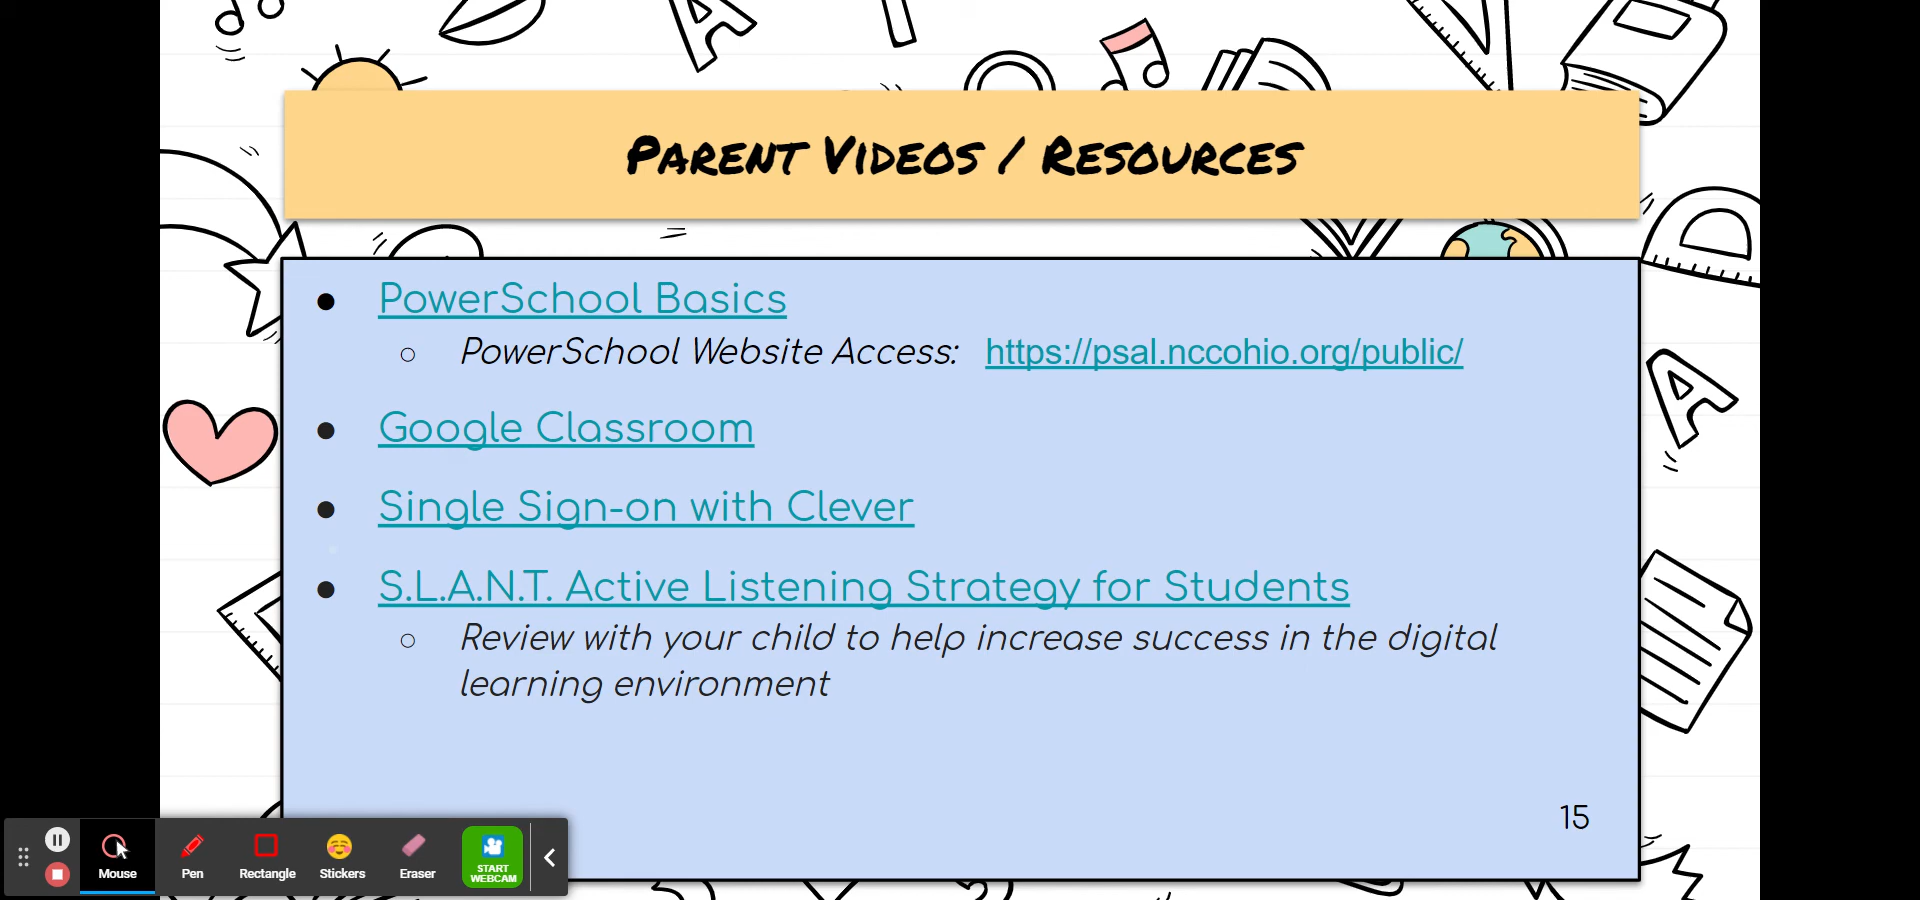 Parent Videos / Resources
● PowerSchool Basics
○ PowerSchool Website Access: https://psal.nccohio.org/public/
● Google Classroom
● Single Sign-on with Clever
● S.L.A.N.T. Active Listening Strategy for Students
○ Review with your child to help increase success in the digital
learning environment
15
Mouse
Pen
Rectangle
Stickers
Eraser
START
WEBCAM
A
A